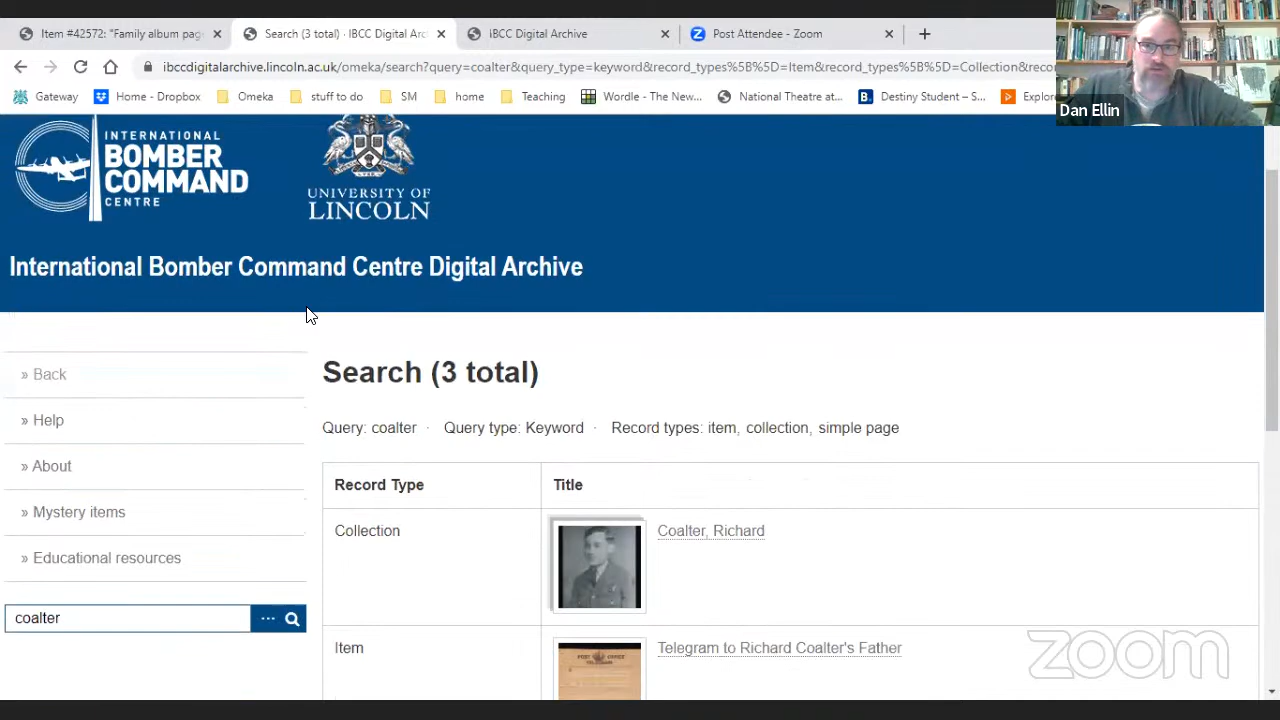 Item #42572: "Family album pag
Search (3 total) · IBCC Digital Arc
IBCC Digital Archive
Post Attendee - Zoom
ibccdigitalarchive.lincoln.ac.uk/omeka/search?query=coalter&query_type=keyword&record_types%5B%5D=Item&record_types%5B%5D=Collection&reco
Gateway
Home - Dropbox
Omeka
stuff to do
SM
home
Teaching
Wordle - The New...
National Theatre at...
Destiny Student – S...
Explor
Dan Ellin
INTERNATIONAL
BOMBER
COMMAND
CENTRE
UNIVERSITY OF
LINCOLN
International Bomber Command Centre Digital Archive
» Back
» Help
» About
» Mystery items
» Educational resources
coalter
Search (3 total)
Query: coalter · Query type: Keyword · Record types: item, collection, simple page
Record Type Title
Collection Coalter, Richard
Item Telegram to Richard Coalter's Father
POST OFFICE
TELEGRAM
zoom